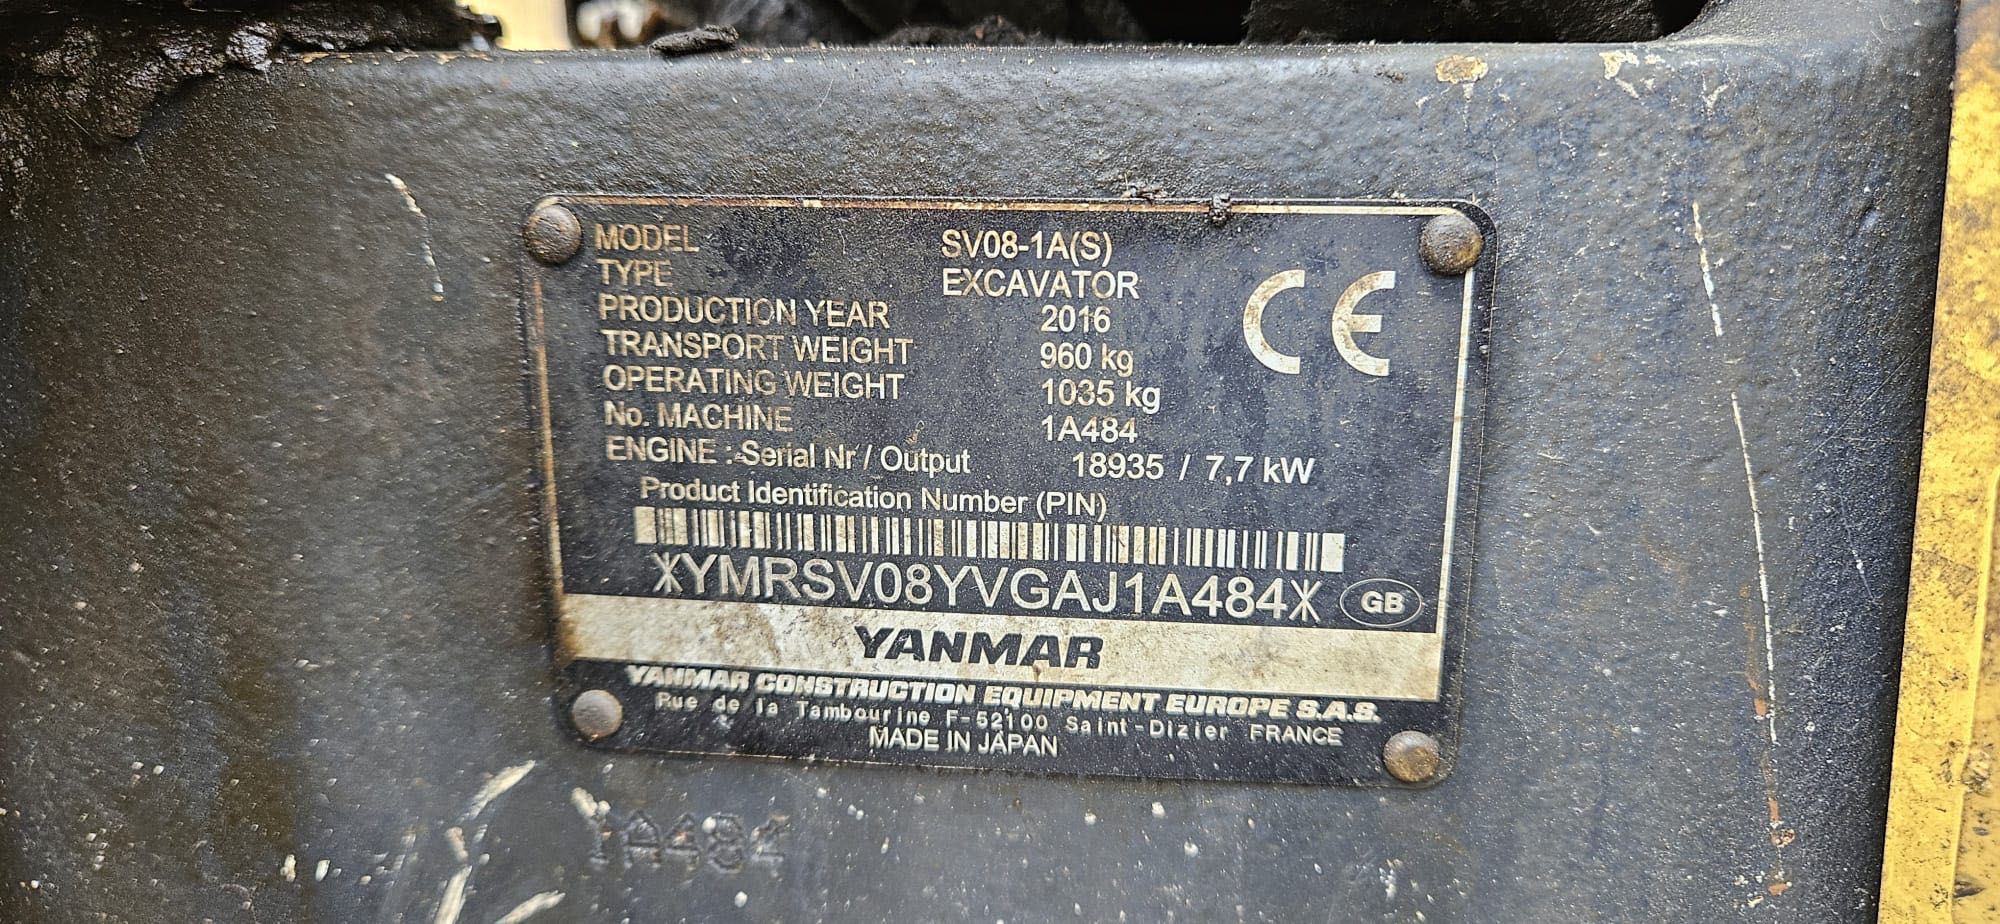 MODEL SV08-1A(S)
TYPE EXCAVATOR
PRODUCTION YEAR 2016
TRANSPORT WEIGHT 960 kg
OPERATING WEIGHT 1035 kg
No. MACHINE 1A484
ENGINE :-Serial Nr / Output 18935 / 7,7 kW
CE
Product Identification Number (PIN)
*YMRSV08YVGAJ1A484*
GB
YANMAR
YANMAR CONSTRUCTION EQUIPMENT EUROPE S.A.S.
Rue de la Tambourine F-52100 Saint-Dizier FRANCE
MADE IN JAPAN
1A484